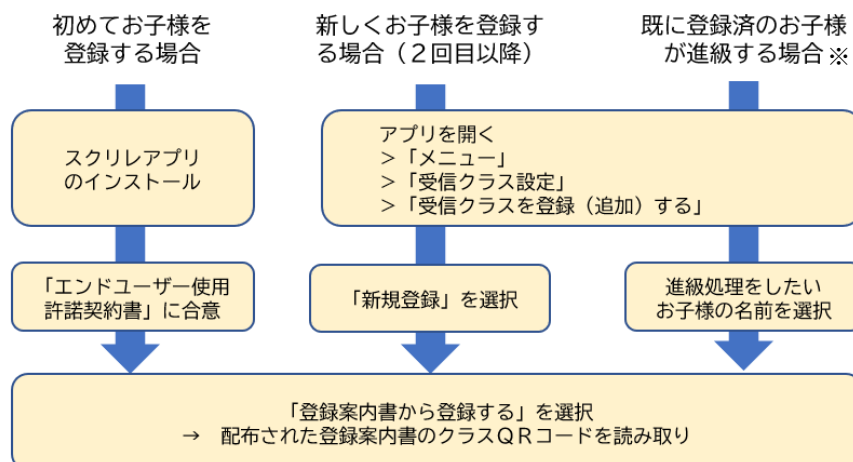 初めてお子様を
登録する場合
新しくお子様を登録す
る場合（２回目以降）
既に登録済のお子様
が進級する場合※
スクリレアプリ
のインストール
アプリを開く
＞「メニュー」
＞「受信クラス設定」
＞「受信クラスを登録（追加）する」
「エンドユーザー使用
許諾契約書」に合意
「新規登録」を選択
進級処理をしたい
お子様の名前を選択
「登録案内書から登録する」を選択
→　配布された登録案内書のクラスＱＲコードを読み取り